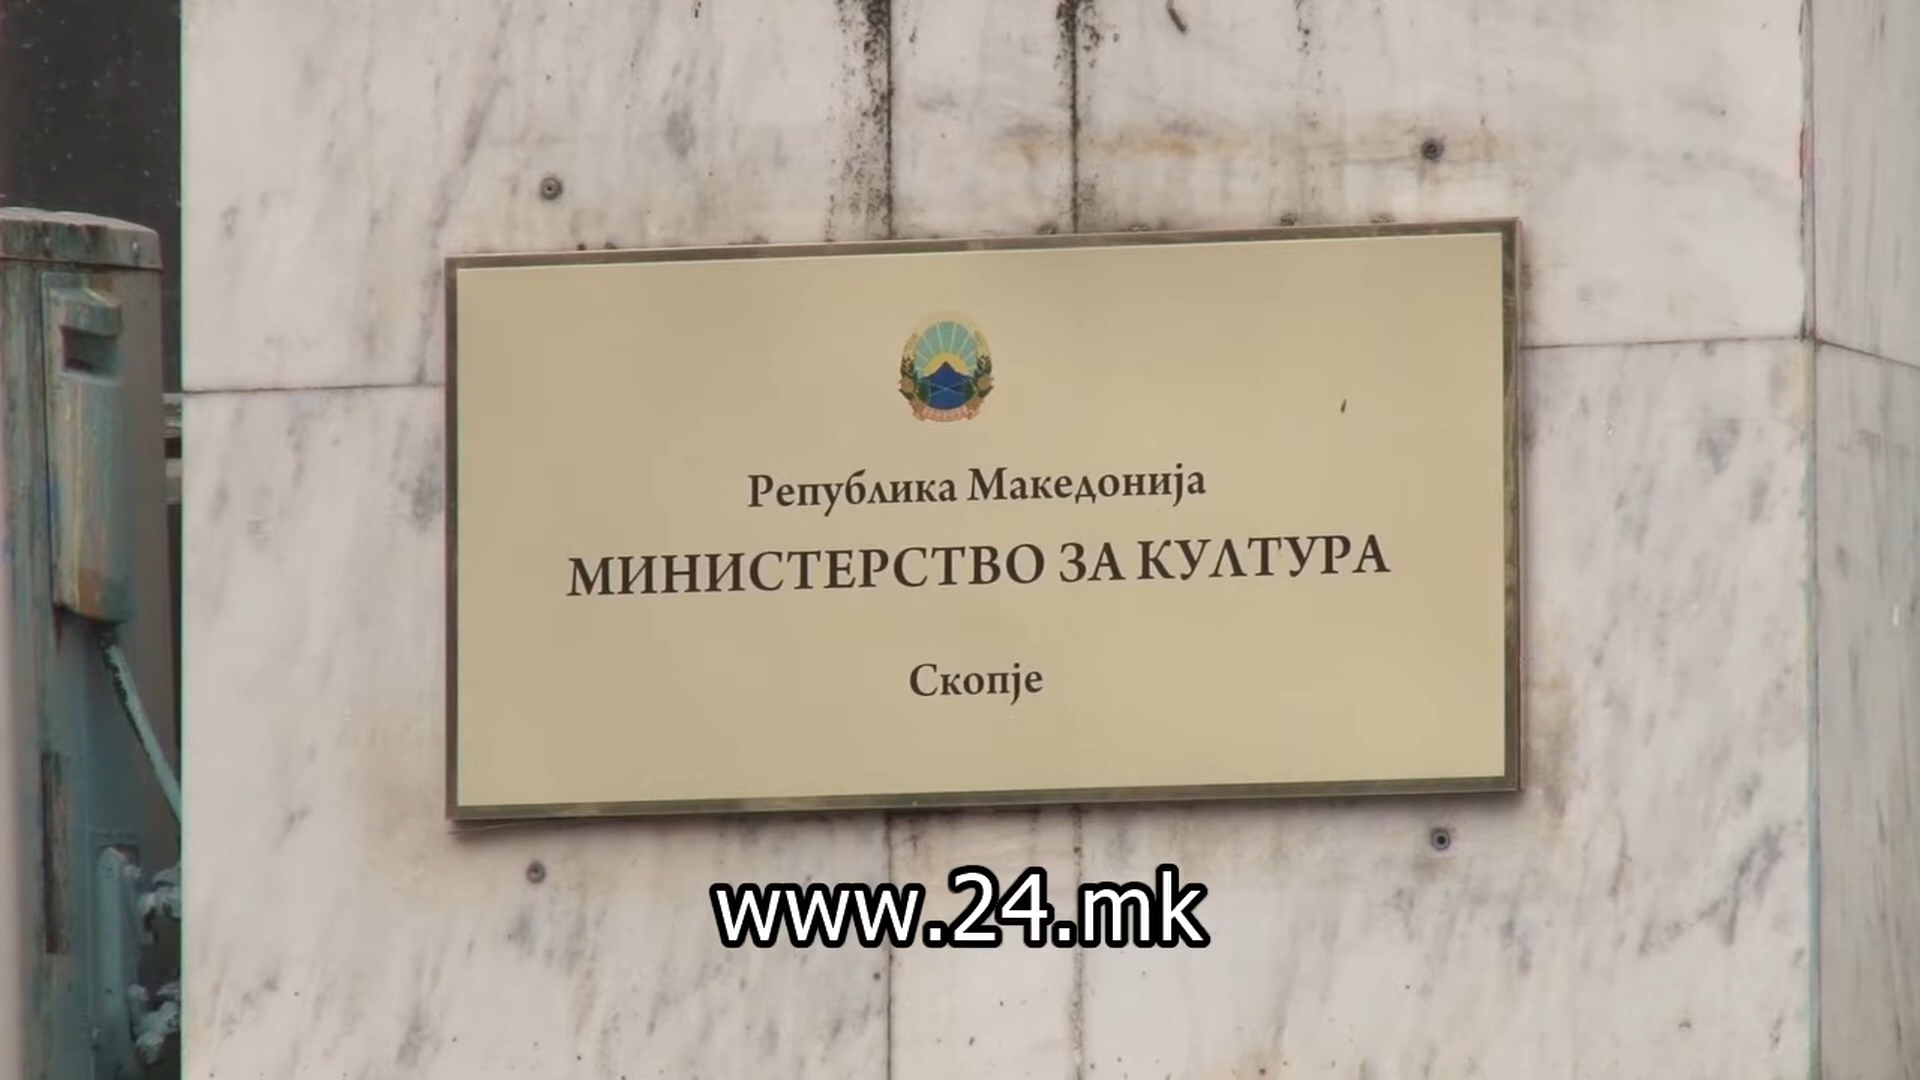 Република Македонија
МИНИСТЕРСТВО ЗА КУЛТУРА
Скопје
www.24.mk